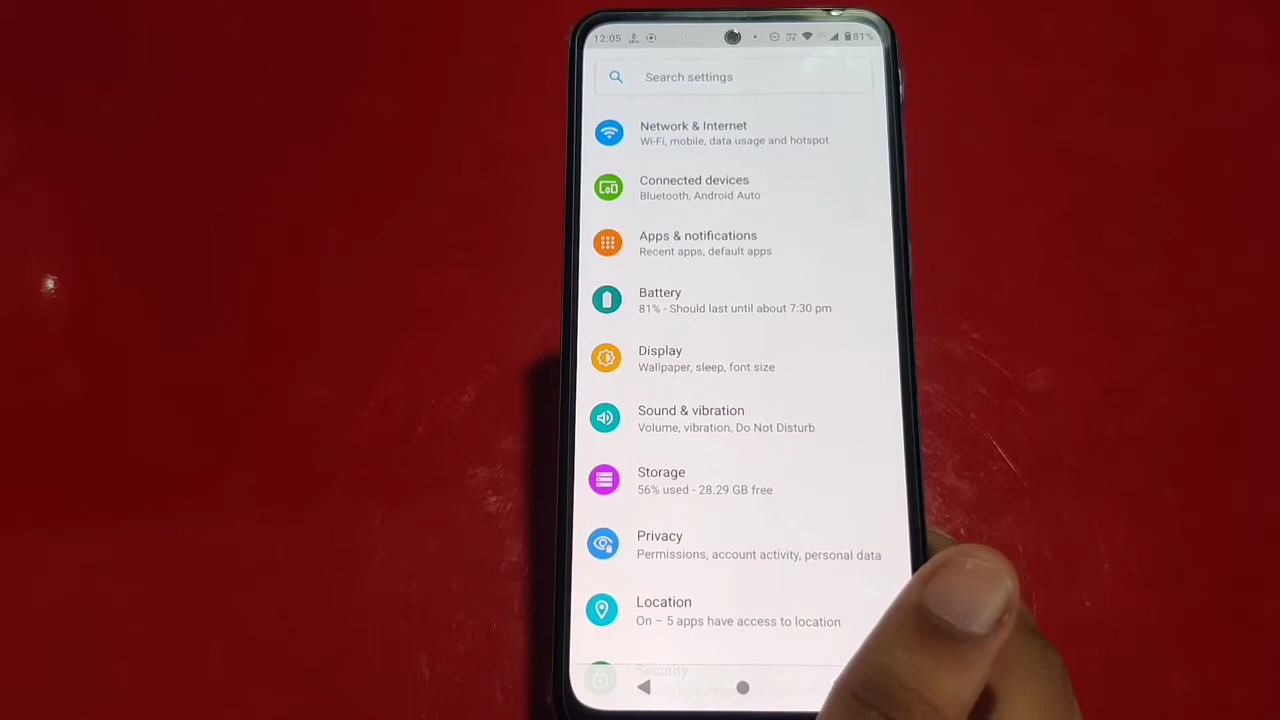 12:05
81%
Search settings
Network & Internet
Wi-Fi, mobile, data usage and hotspot
Connected devices
Bluetooth, Android Auto
Apps & notifications
Recent apps, default apps
Battery
81% - Should last until about 7:30 pm
Display
Wallpaper, sleep, font size
Sound & vibration
Volume, vibration, Do Not Disturb
Storage
56% used - 28.29 GB free
Privacy
Permissions, account activity, personal data
Location
On – 5 apps have access to location
Security